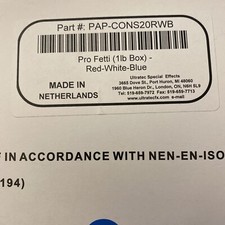 Part #: PAP-CONS20RWB
Pro Fetti (1lb Box) -
Red-White-Blue
MADE IN
NETHERLANDS
Ultratec Special Effects
3865 Dove St., Port Huron, MI 48060
1960 Blue Heron Dr., London, ON, N6H 5L9
Tel: 519-659-7972 Fax: 519-659-7713
www.ultratecfx.com e-mail
F IN ACCORDANCE WITH NEN-EN-ISO
194)